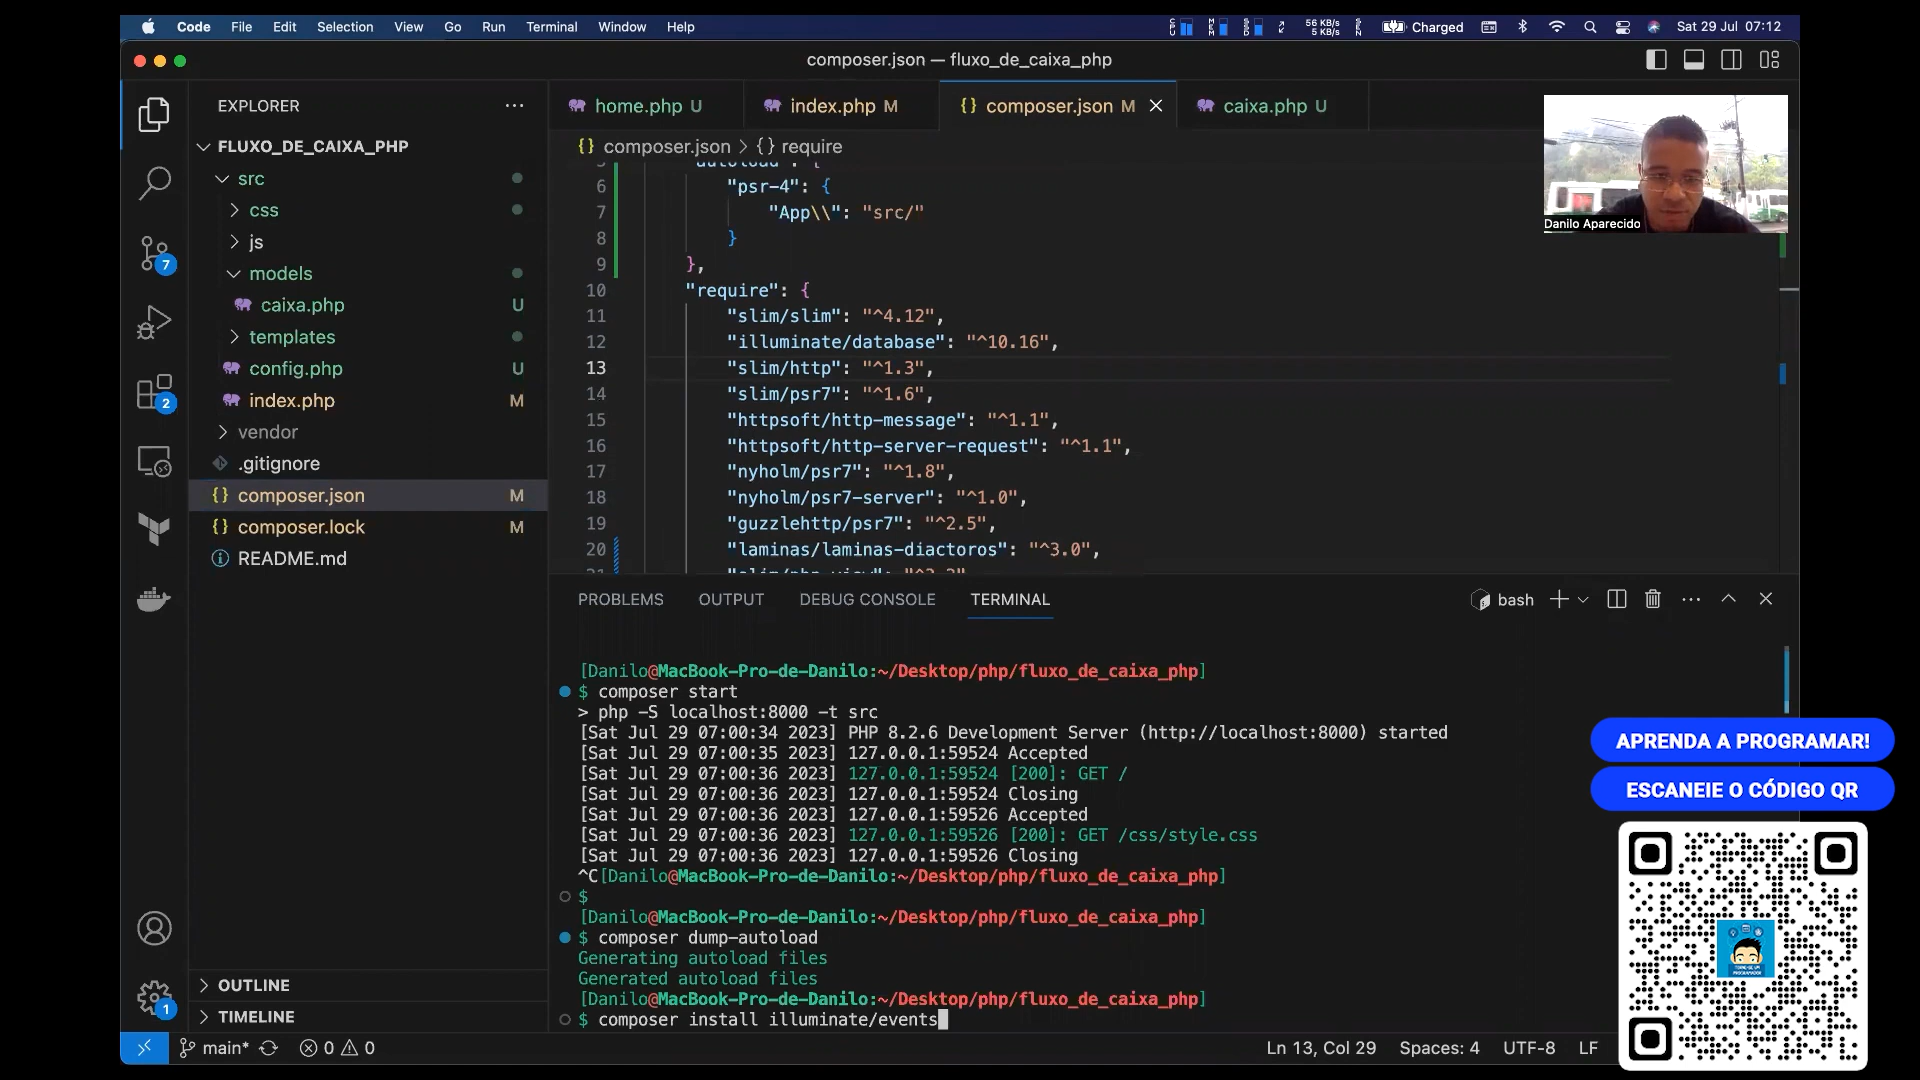 Code File Edit Selection View Go Run Terminal Window Help
56 KB/s
5 KB/s
Charged
Sat 29 Jul 07:12
composer.json — fluxo_de_caixa_php
EXPLORER
home.php U
index.php M
composer.json M
caixa.php U
FLUXO_DE_CAIXA_PHP
src
css
js
models
caixa.php U
templates
config.php U
index.php M
vendor
.gitignore
composer.json M
composer.lock M
README.md
OUTLINE
TIMELINE
7
2
1
{} composer.json > {} require
6 "psr-4": {
7 "App\\": "src/"
8 }
9 },
10 "require": {
11 "slim/slim": "^4.12",
12 "illuminate/database": "^10.16",
13 "slim/http": "^1.3",
14 "slim/psr7": "^1.6",
15 "httpsoft/http-message": "^1.1",
16 "httpsoft/http-server-request": "^1.1",
17 "nyholm/psr7": "^1.8",
18 "nyholm/psr7-server": "^1.0",
19 "guzzlehttp/psr7": "^2.5",
20 "laminas/laminas-diactoros": "^3.0",
Danilo Aparecido
PROBLEMS OUTPUT DEBUG CONSOLE TERMINAL
bash
[Danilo@MacBook-Pro-de-Danilo:~/Desktop/php/fluxo_de_caixa_php]
$ composer start
> php -S localhost:8000 -t src
[Sat Jul 29 07:00:34 2023] PHP 8.2.6 Development Server (http://localhost:8000) started
[Sat Jul 29 07:00:35 2023] 127.0.0.1:59524 Accepted
[Sat Jul 29 07:00:36 2023] 127.0.0.1:59524 [200]: GET /
[Sat Jul 29 07:00:36 2023] 127.0.0.1:59524 Closing
[Sat Jul 29 07:00:36 2023] 127.0.0.1:59526 Accepted
[Sat Jul 29 07:00:36 2023] 127.0.0.1:59526 [200]: GET /css/style.css
[Sat Jul 29 07:00:36 2023] 127.0.0.1:59526 Closing
^C[Danilo@MacBook-Pro-de-Danilo:~/Desktop/php/fluxo_de_caixa_php]
$
[Danilo@MacBook-Pro-de-Danilo:~/Desktop/php/fluxo_de_caixa_php]
$ composer dump-autoload
Generating autoload files
Generated autoload files
[Danilo@MacBook-Pro-de-Danilo:~/Desktop/php/fluxo_de_caixa_php]
$ composer install illuminate/events
APRENDA A PROGRAMAR!
ESCANEIE O CÓDIGO QR
main* 0 0
Ln 13, Col 29 Spaces: 4 UTF-8 LF